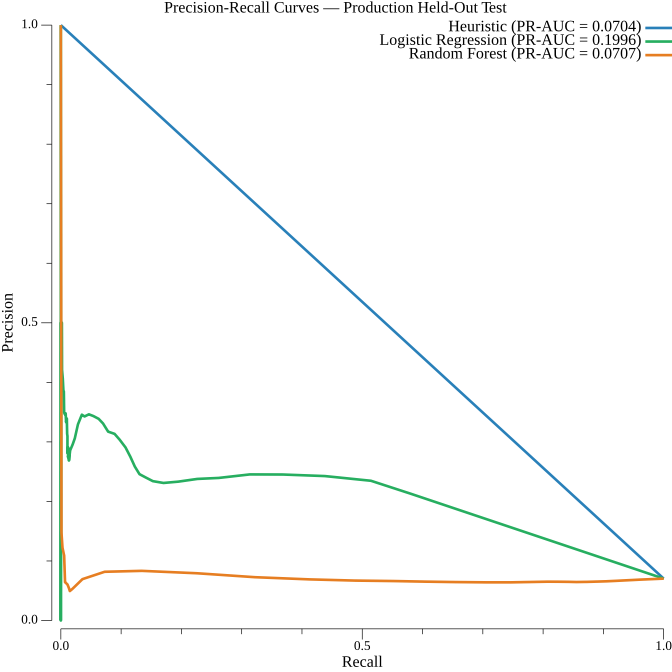 Precision-Recall Curves — Production Held-Out Test
Heuristic (PR-AUC = 0.0704)
Logistic Regression (PR-AUC = 0.1996)
Random Forest (PR-AUC = 0.0707)
1.0
0.5
0.0
Precision
0.0
0.5
1.0
Recall